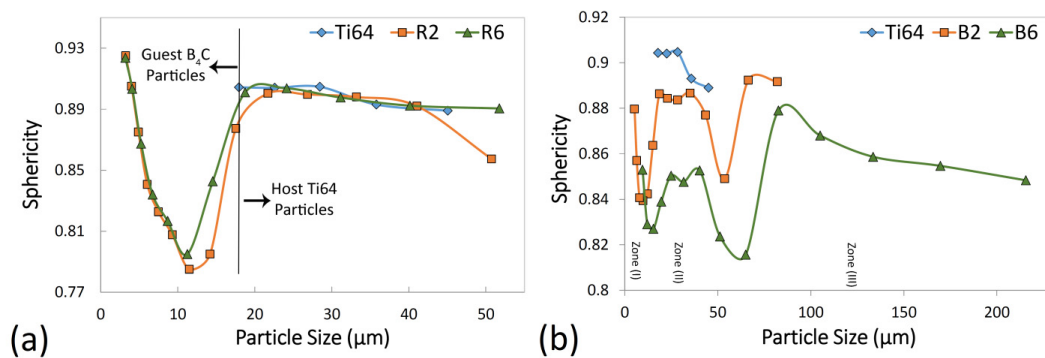 Ti64 R2 R6
0.93
0.89
0.85
0.81
0.77
Sphericity
Guest B₄C
Particles
Host Ti64
Particles
0 10 20 30 40 50
Particle Size (µm)
(a)
Ti64 B2 B6
0.92
0.9
0.88
0.86
0.84
0.82
0.8
Sphericity
Zone (I)
Zone (II)
Zone (III)
0 50 100 150 200
Particle Size (µm)
(b)